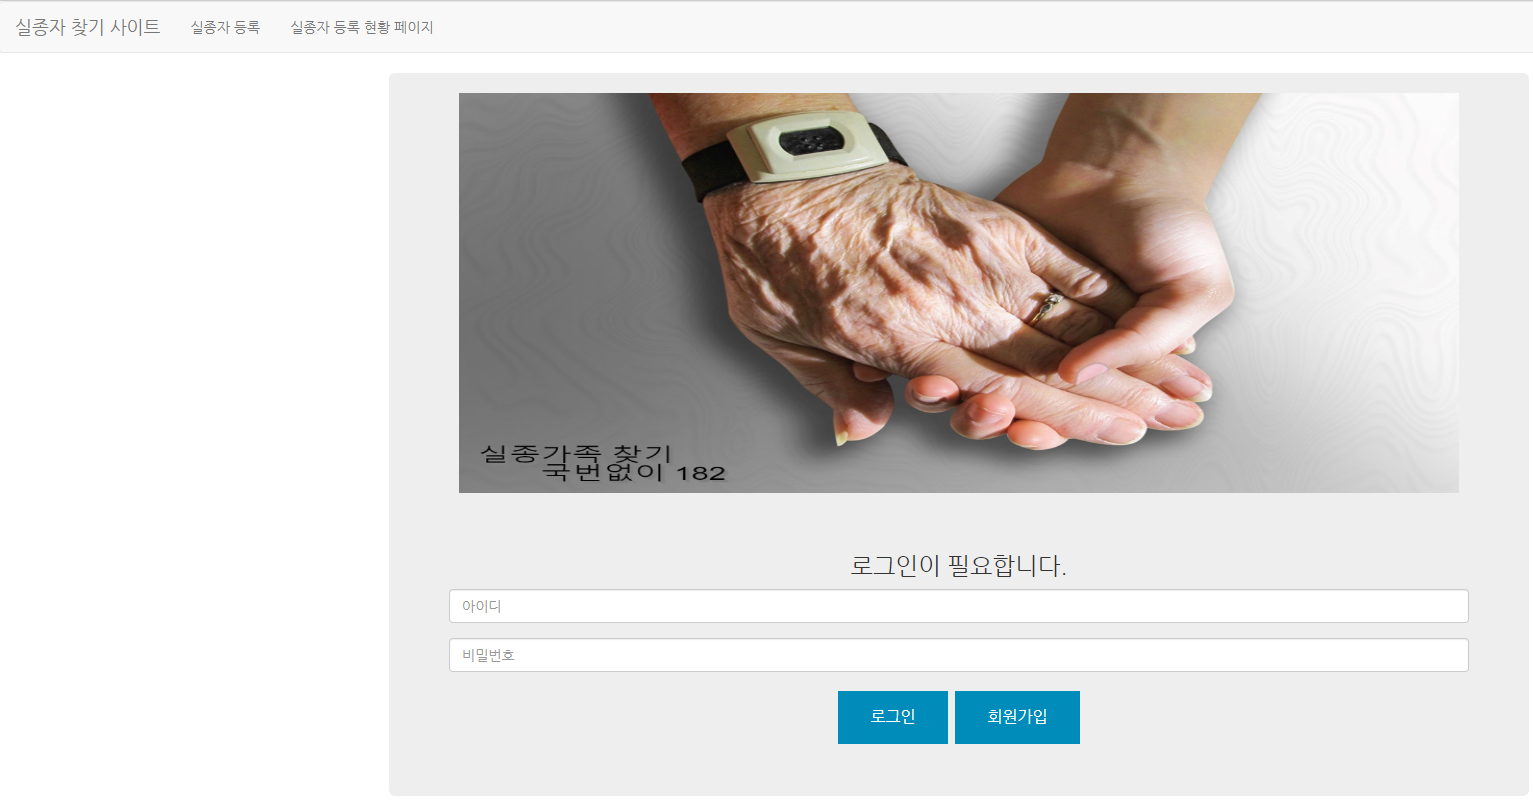 실종자 찾기 사이트 실종자 등록 실종자 등록 현황 페이지
실종가족 찾기
국번없이 182
로그인이 필요합니다.
아이디
비밀번호
로그인 회원가입